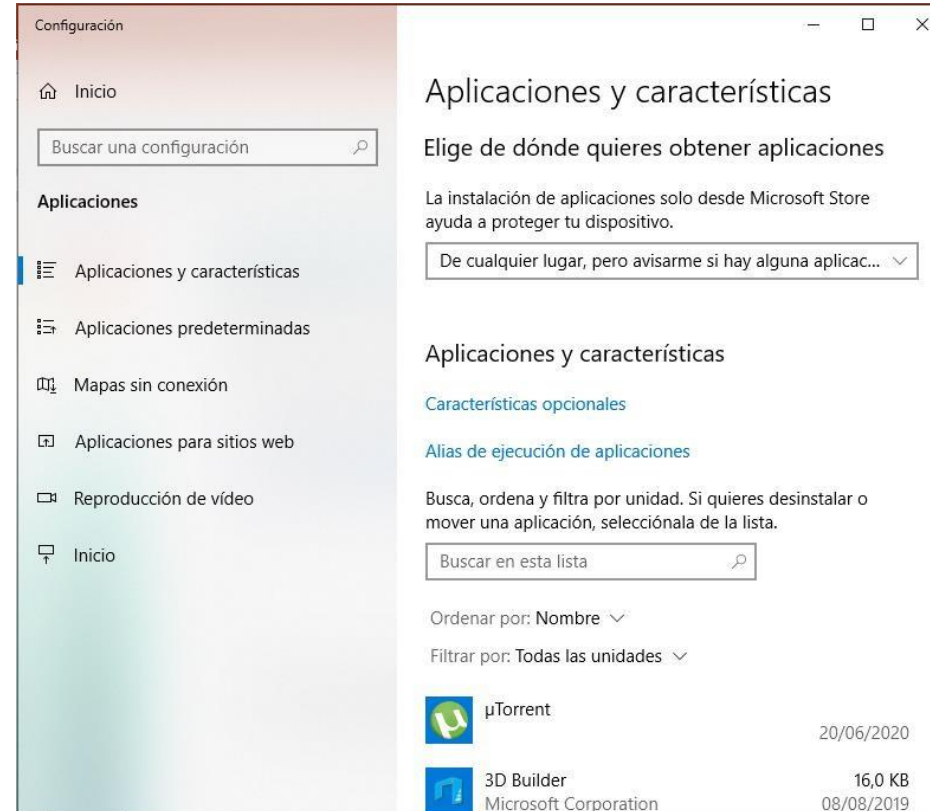 Configuración
Inicio
Buscar una configuración
Aplicaciones
Aplicaciones y características
Aplicaciones predeterminadas
Mapas sin conexión
Aplicaciones para sitios web
Reproducción de vídeo
Inicio
Aplicaciones y características
Elige de dónde quieres obtener aplicaciones
La instalación de aplicaciones solo desde Microsoft Store
ayuda a proteger tu dispositivo.
De cualquier lugar, pero avisarme si hay alguna aplicac...
Aplicaciones y características
Características opcionales
Alias de ejecución de aplicaciones
Busca, ordena y filtra por unidad. Si quieres desinstalar o
mover una aplicación, selecciónala de la lista.
Buscar en esta lista
Ordenar por: Nombre
Filtrar por: Todas las unidades
µTorrent
20/06/2020
3D Builder 16,0 KB
Microsoft Corporation 08/08/2019